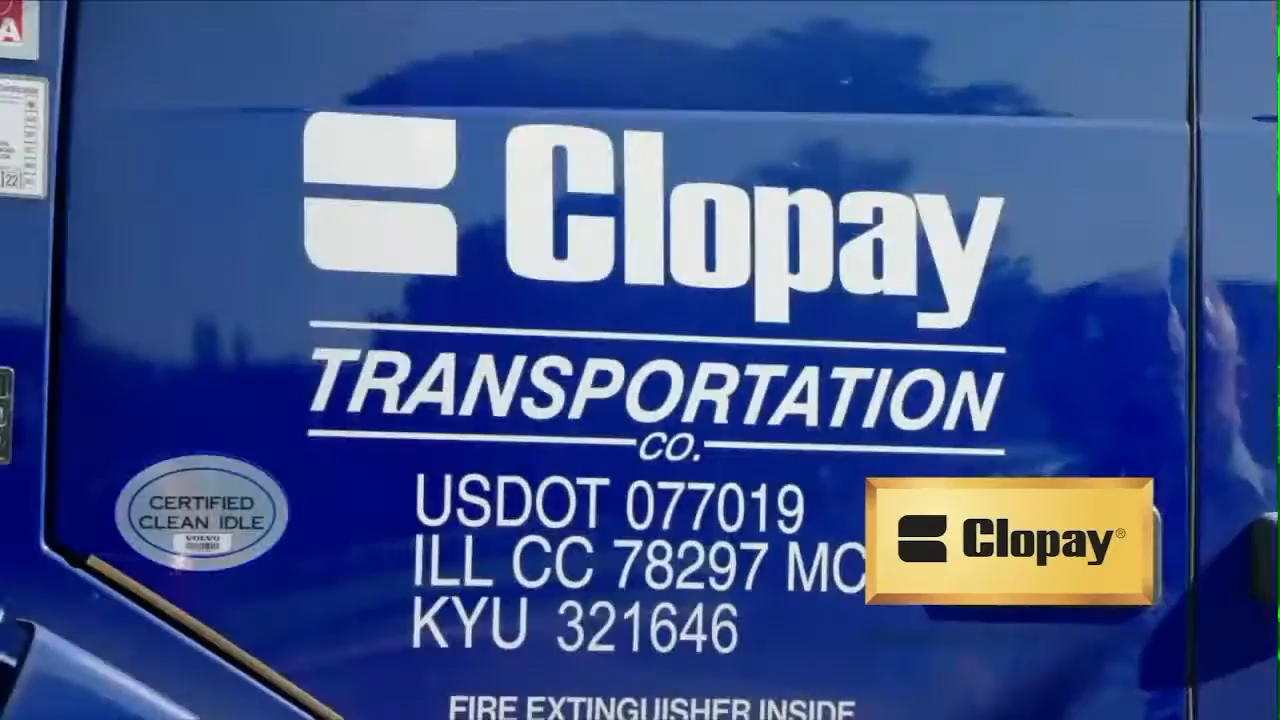 A
22
Clopay
TRANSPORTATION
CO.
CERTIFIED
CLEAN IDLE
VOLVO
USDOT 077019
ILL CC 78297 MC
KYU 321646
Clopay®
FIRE EXTINGUISHER INSIDE